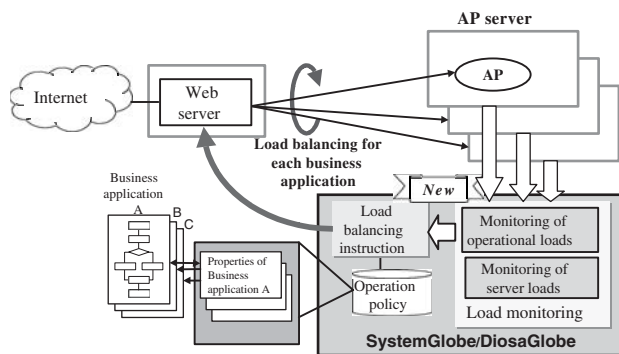 AP server
AP
Internet
Web
server
Load balancing for
each business
application
New
Business
application
A
B
C
Load
balancing
instruction
Monitoring of
operational loads
Monitoring of
server loads
Load monitoring
Properties of
Business
application A
Operation
policy
SystemGlobe/DiosaGlobe